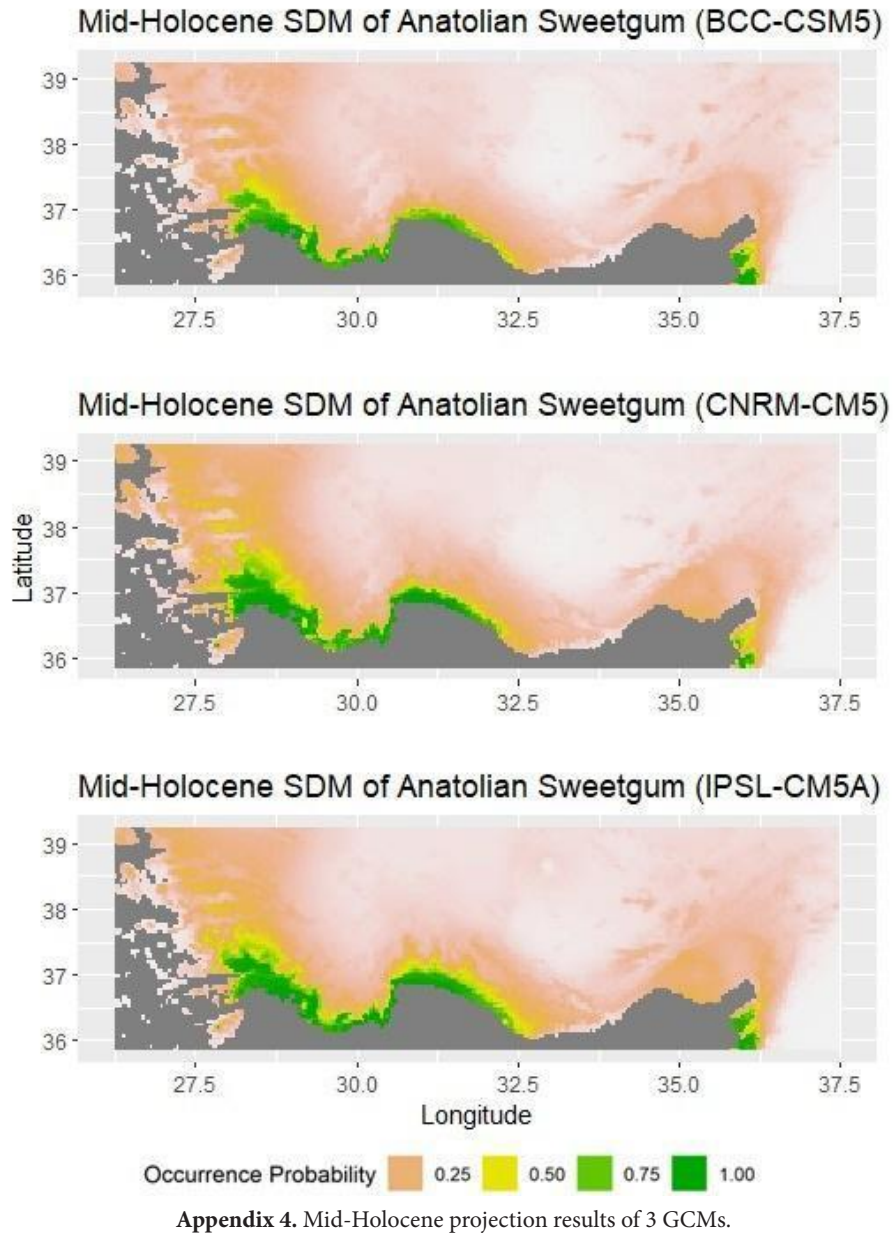 Mid-Holocene SDM of Anatolian Sweetgum (BCC-CSM5)
39
38
37
36
27.5 30.0 32.5 35.0 37.5
Mid-Holocene SDM of Anatolian Sweetgum (CNRM-CM5)
Latitude
39
38
37
36
27.5 30.0 32.5 35.0 37.5
Mid-Holocene SDM of Anatolian Sweetgum (IPSL-CM5A)
39
38
37
36
27.5 30.0 32.5 35.0 37.5
Longitude
Occurrence Probability 0.25 0.50 0.75 1.00
Appendix 4. Mid-Holocene projection results of 3 GCMs.